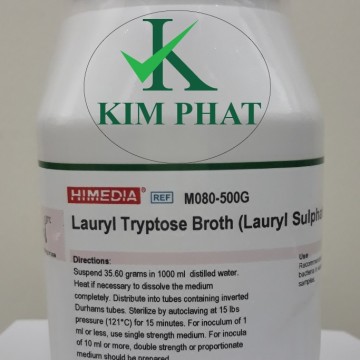 K
KIM PHAT
HIMEDIA® REF M080-500G
Lauryl Tryptose Broth (Lauryl Sulpha
Directions:
Suspend 35.60 grams in 1000 ml distilled water.
Heat if necessary to dissolve the medium
completely. Distribute into tubes containing inverted
Durhams tubes. Sterilize by autoclaving at 15 lbs
pressure (121°C) for 15 minutes. For inoculum of 1
ml or less, use single strength medium. For inocula
of 10 ml or more, double strength or proportionate
medium should be prepared
Use
Recommen
bacteria in
samples.